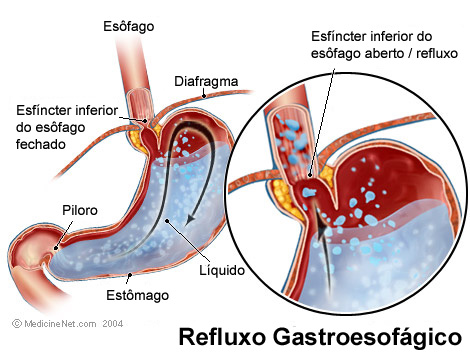 Esôfago
Esfíncter inferior do
esôfago aberto / refluxo
Diafragma
Esfíncter inferior
do esôfago
fechado
Piloro
Líquido
Estômago
© MedicineNet.com 2004
Refluxo Gastroesofágico